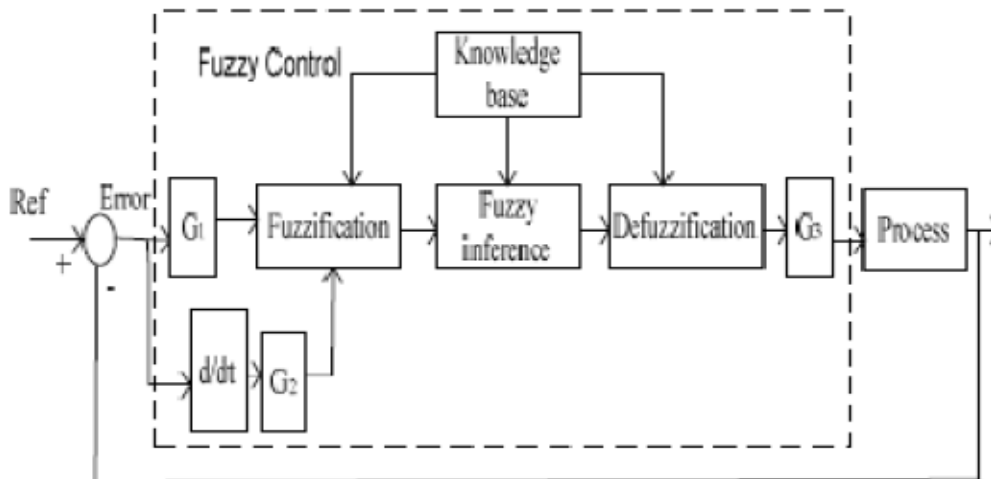 Fuzzy Control
Knowledge
base
Ref
Error
+
-
G1
Fuzzification
Fuzzy
inference
Defuzzification
G3
Process
d/dt
G2